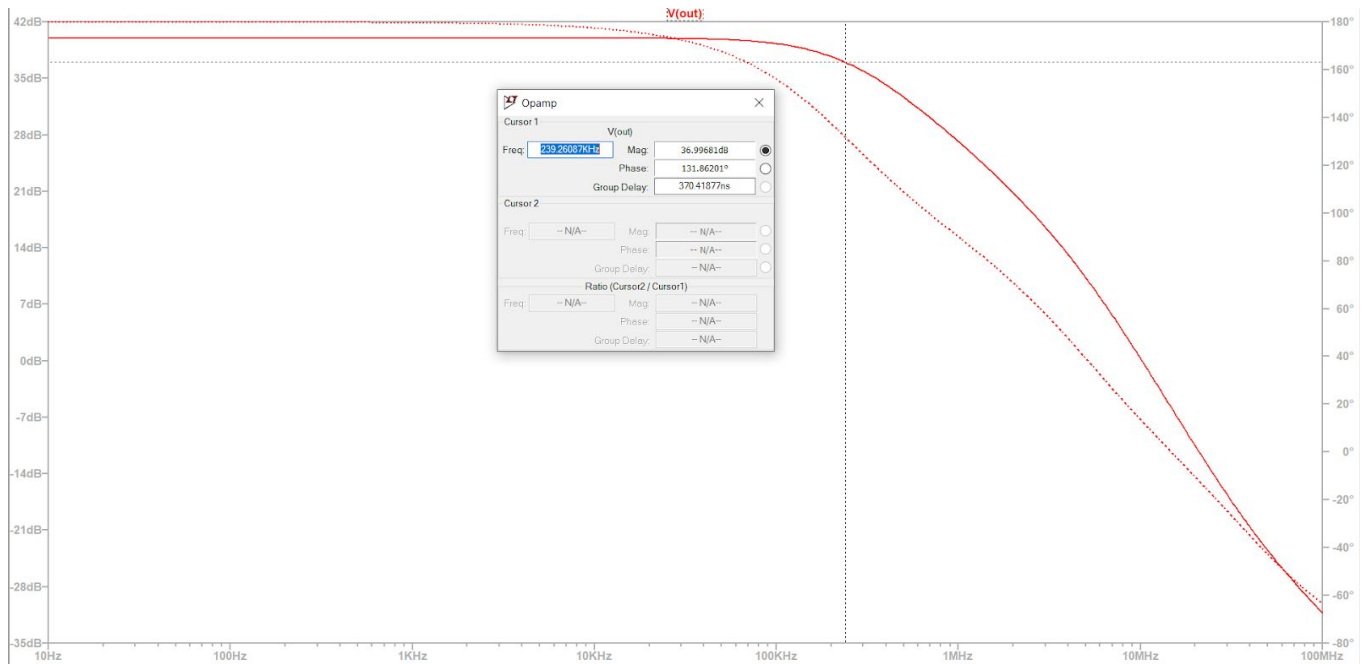 V(out)
42dB
35dB
28dB
21dB
14dB
7dB
0dB
-7dB
-14dB
-21dB
-28dB
-35dB
Opamp
Cursor 1
V(out)
Freq: 239.26087KHz Mag: 36.99681dB
Phase: 131.86201°
Group Delay: 370.41877ns
Cursor 2
Freq: -- N/A-- Mag: -- N/A--
Phase: -- N/A--
Group Delay: -- N/A--
Ratio (Cursor2 / Cursor1)
Freq: -- N/A-- Mag: -- N/A--
Phase: -- N/A--
Group Delay: -- N/A--
180°
160°
140°
120°
100°
80°
60°
40°
20°
0°
-20°
-40°
-60°
-80°
10Hz 100Hz 1KHz 10KHz 100KHz 1MHz 10MHz 100MHz